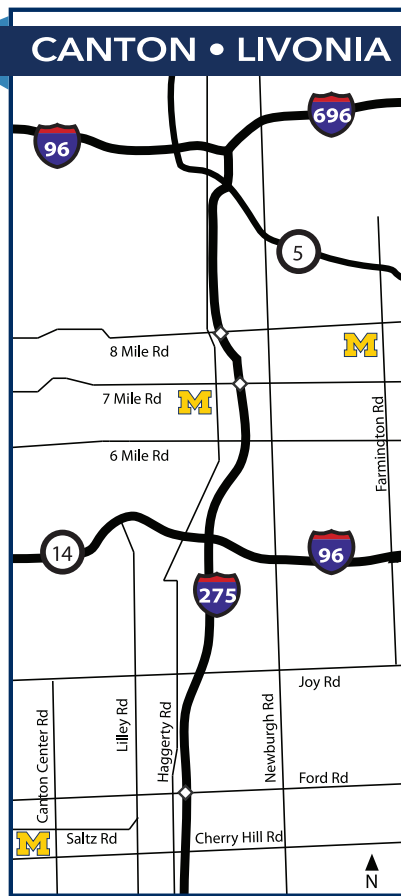 CANTON • LIVONIA
696
96
5
8 Mile Rd
M
7 Mile Rd
M
Farmington Rd
6 Mile Rd
14
96
275
Joy Rd
Canton Center Rd
Lilley Rd
Haggerty Rd
Newburgh Rd
Ford Rd
M
Saltz Rd
Cherry Hill Rd
N